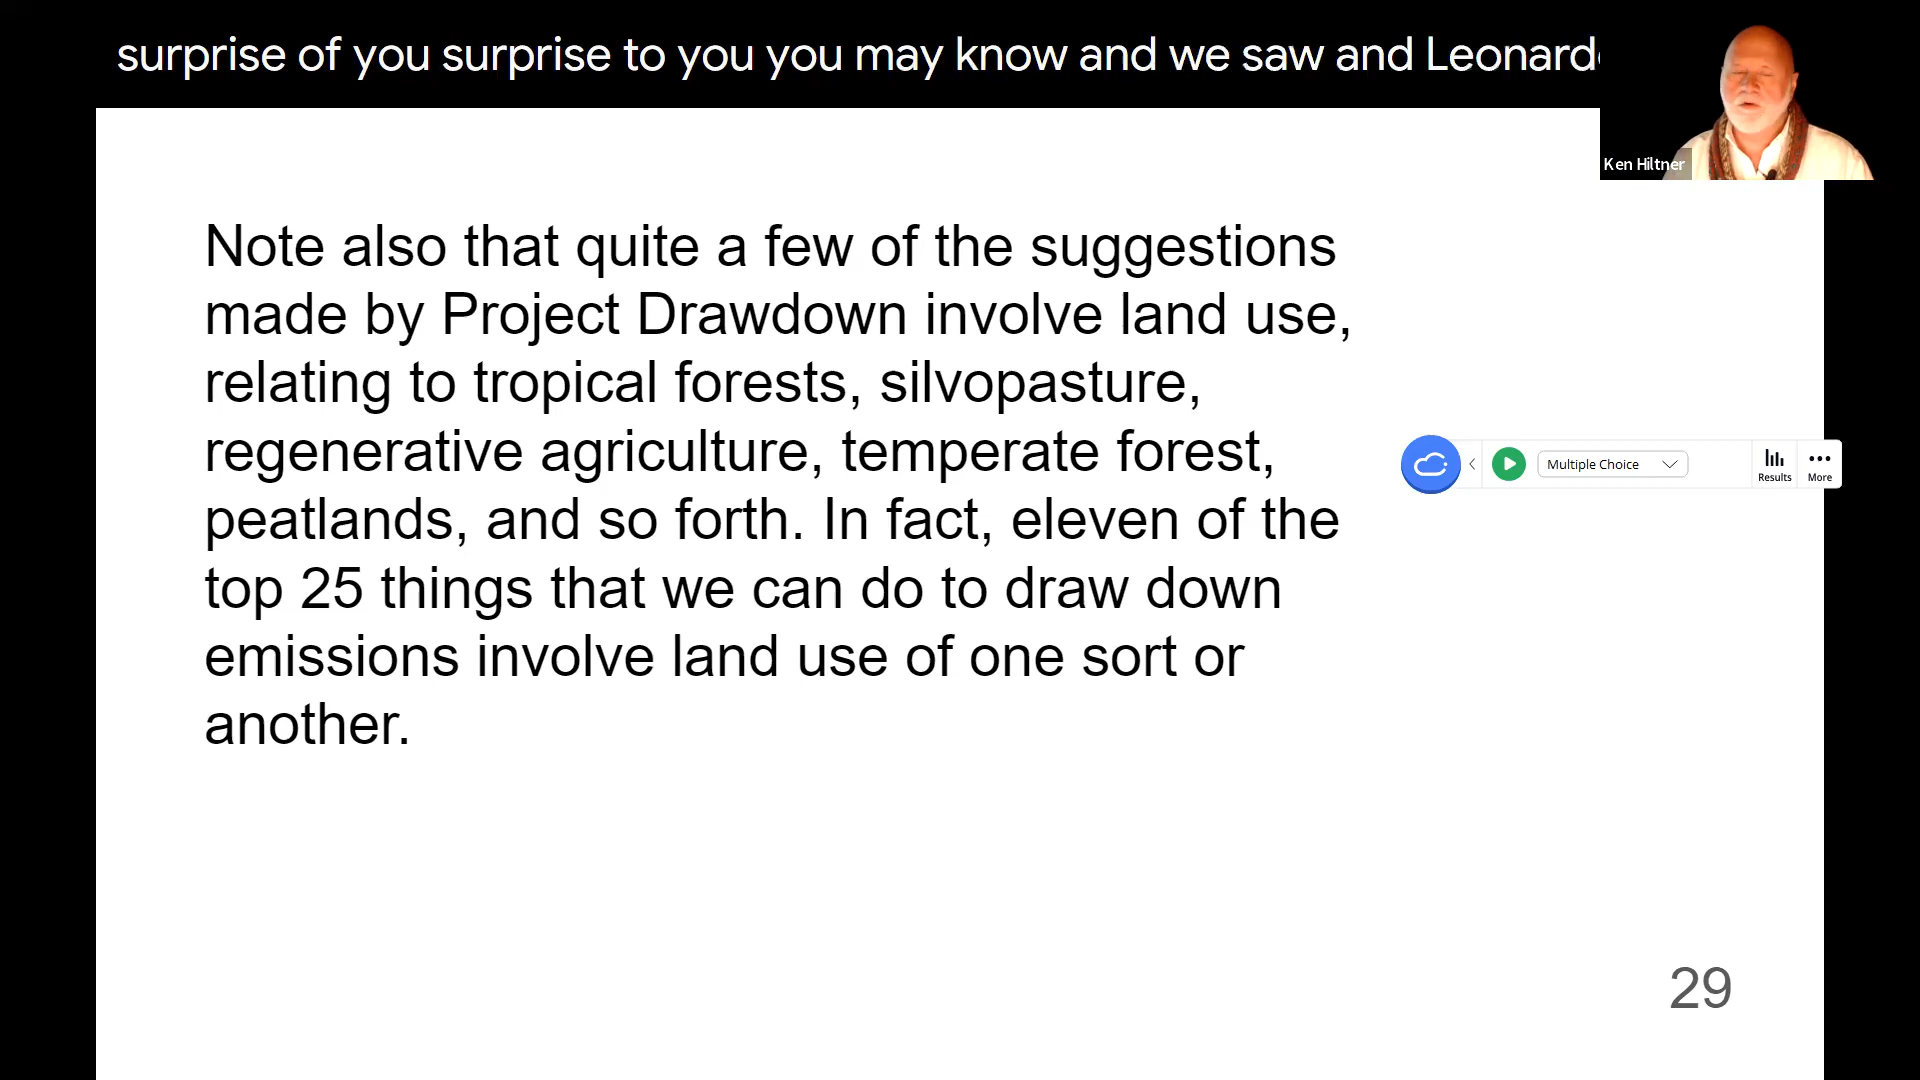 surprise of you surprise to you you may know and we saw and Leonard
Ken Hiltner
Note also that quite a few of the suggestions
made by Project Drawdown involve land use,
relating to tropical forests, silvopasture,
regenerative agriculture, temperate forest,
peatlands, and so forth. In fact, eleven of the
top 25 things that we can do to draw down
emissions involve land use of one sort or
another.
Multiple Choice
Results
More
29